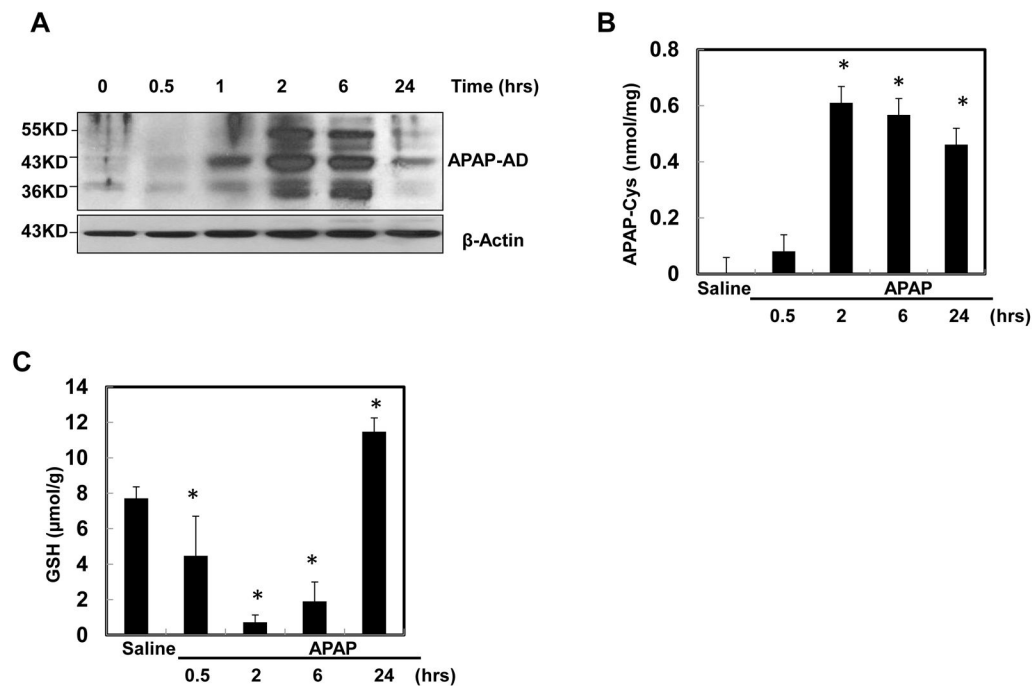 A
0 0.5 1 2 6 24 Time (hrs)
55KD
43KD
APAP-AD
36KD
43KD
β-Actin
B
APAP-Cys (nmol/mg)
0.8
*
*
*
0.6
0.4
0.2
0
Saline APAP
0.5 2 6 24 (hrs)
C
GSH (μmol/g)
14
*
12
10
8
*
6
4
*
*
2
0
Saline APAP
0.5 2 6 24 (hrs)